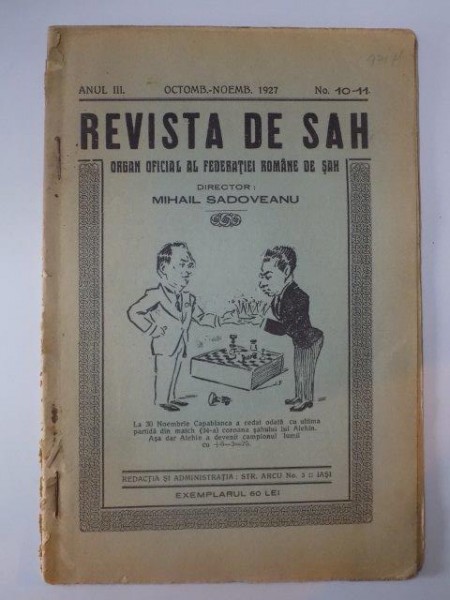 ANUL III. OCTOMB.-NOEMB. 1927 No. 10-11
REVISTA DE SAH
ORGAN OFICIAL AL FEDERAȚIEI ROMÂNE DE ȘAH
DIRECTOR:
MIHAIL SADOVEANU
La 30 Noembrie Capablanca a cedat odată cu ultima
partidă din match (34-a) coroana șahului lui Alehin.
Așa dar Alehin a devenit campionul lumii
cu
REDACȚIA ȘI ADMINISTRAȚIA: STR. ARCU No. 3 IAȘI
EXEMPLARUL 60 LEI